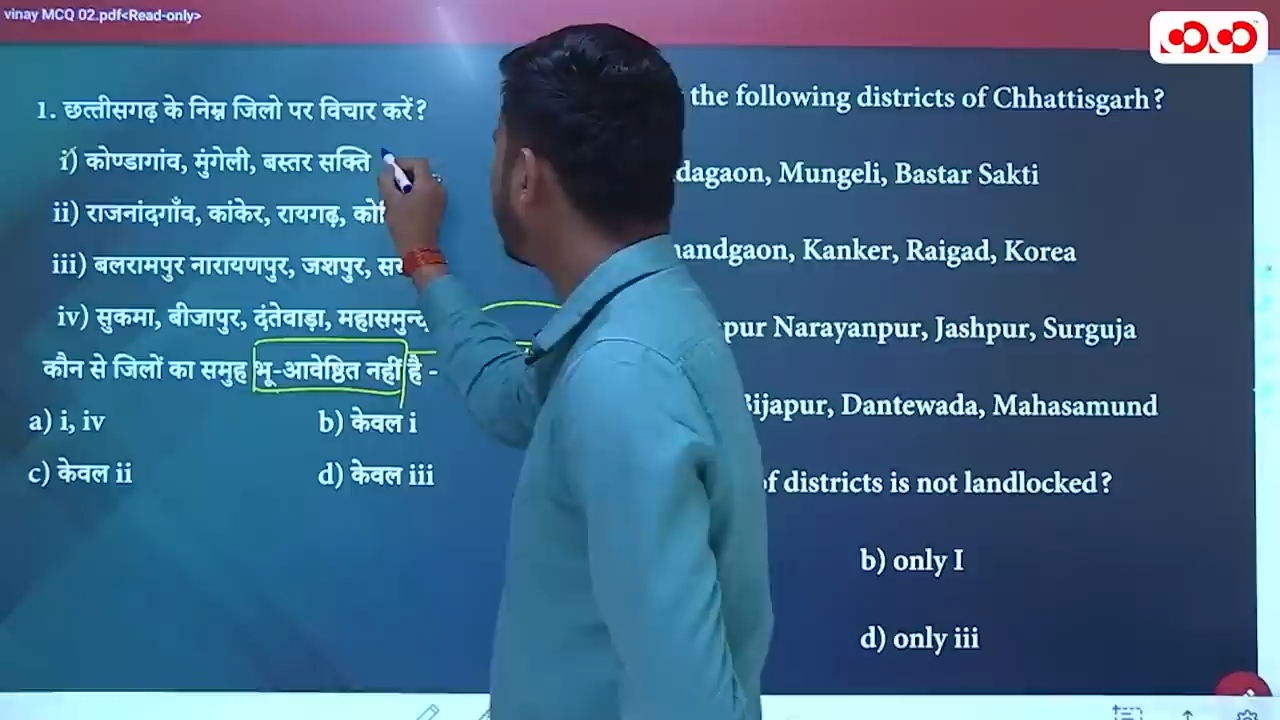 vinay MCQ 02.pdf<Read-only>
1. छत्तीसगढ़ के निम्न जिलो पर विचार करें?
i) कोण्डागांव, मुंगेली, बस्तर सक्ति
ii) राजनांदगाँव, कांकेर, रायगढ़,
iii) बलरामपुर नारायणपुर, जशपुर,
iv) सुकमा, बीजापुर, दंतेवाड़ा, महासमुन्द
कौन से जिलों का समुह भू-आवेष्ठित नहीं है -
a) i, iv
b) केवल i
c) केवल ii
d) केवल iii
the following districts of Chhattisgarh?
Mungeli, Bastar Sakti
Kanker, Raigad, Korea
Narayanpur, Jashpur, Surguja
Bijapur, Dantewada, Mahasamund
of districts is not landlocked?
b) only I
d) only iii